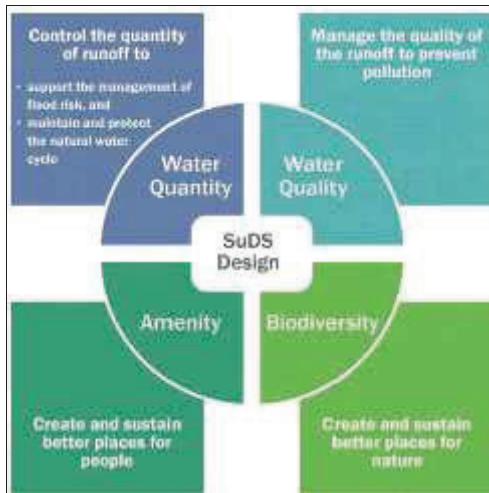 Control the quantity
of runoff to
• support the management of
flood risk, and
• maintain and protect
the natural water
cycle
Manage the quality of
the runoff to prevent
pollution
Water
Quantity
Water
Quality
SuDS
Design
Amenity
Biodiversity
Create and sustain
better places for
people
Create and sustain
better places for
nature